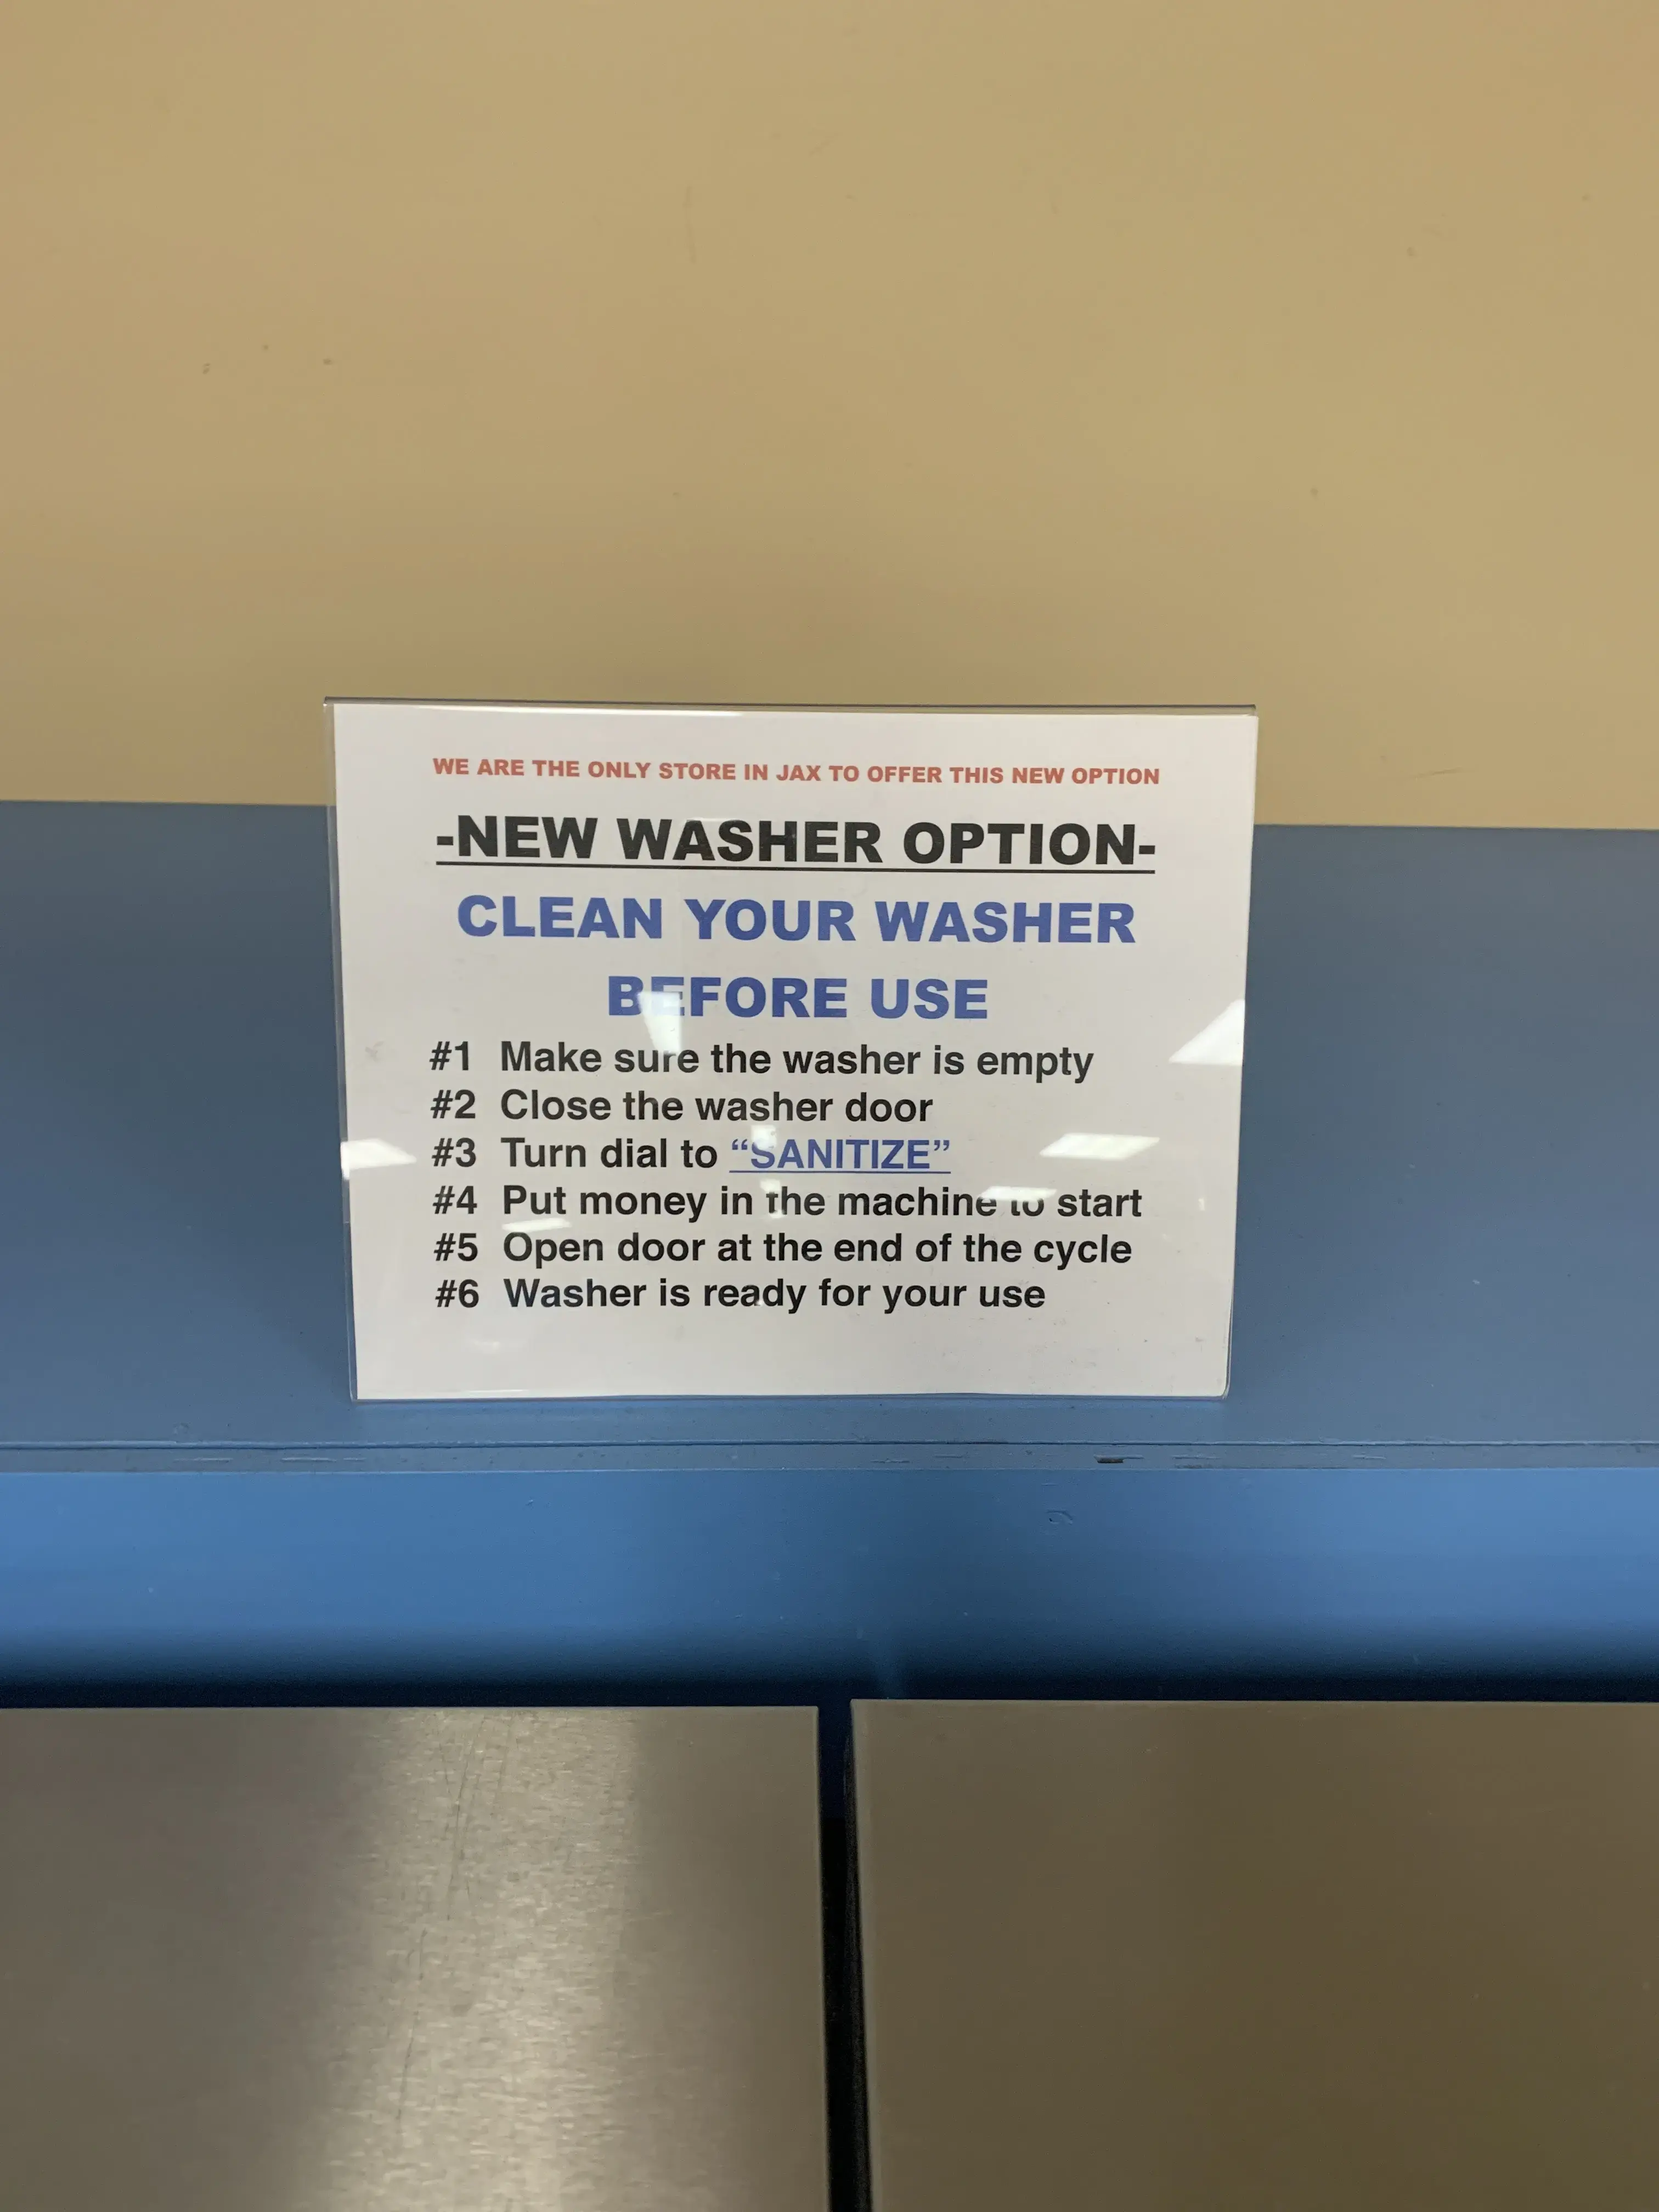 WE ARE THE ONLY STORE IN JAX TO OFFER THIS NEW OPTION
-NEW WASHER OPTION-
CLEAN YOUR WASHER
BEFORE USE
#1 Make sure the washer is empty
#2 Close the washer door
#3 Turn dial to “SANITIZE”
#4 Put money in the machine to start
#5 Open door at the end of the cycle
#6 Washer is ready for your use